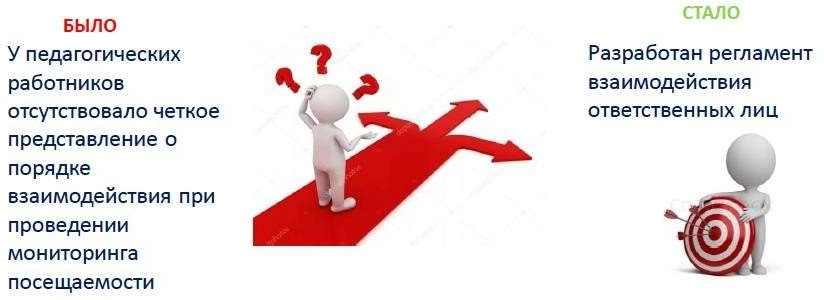 БЫЛО
У педагогических
работников
отсутствовало четкое
представление о
порядке
взаимодействия при
проведении
мониторинга
посещаемости
СТАЛО
Разработан регламент
взаимодействия
ответственных лиц